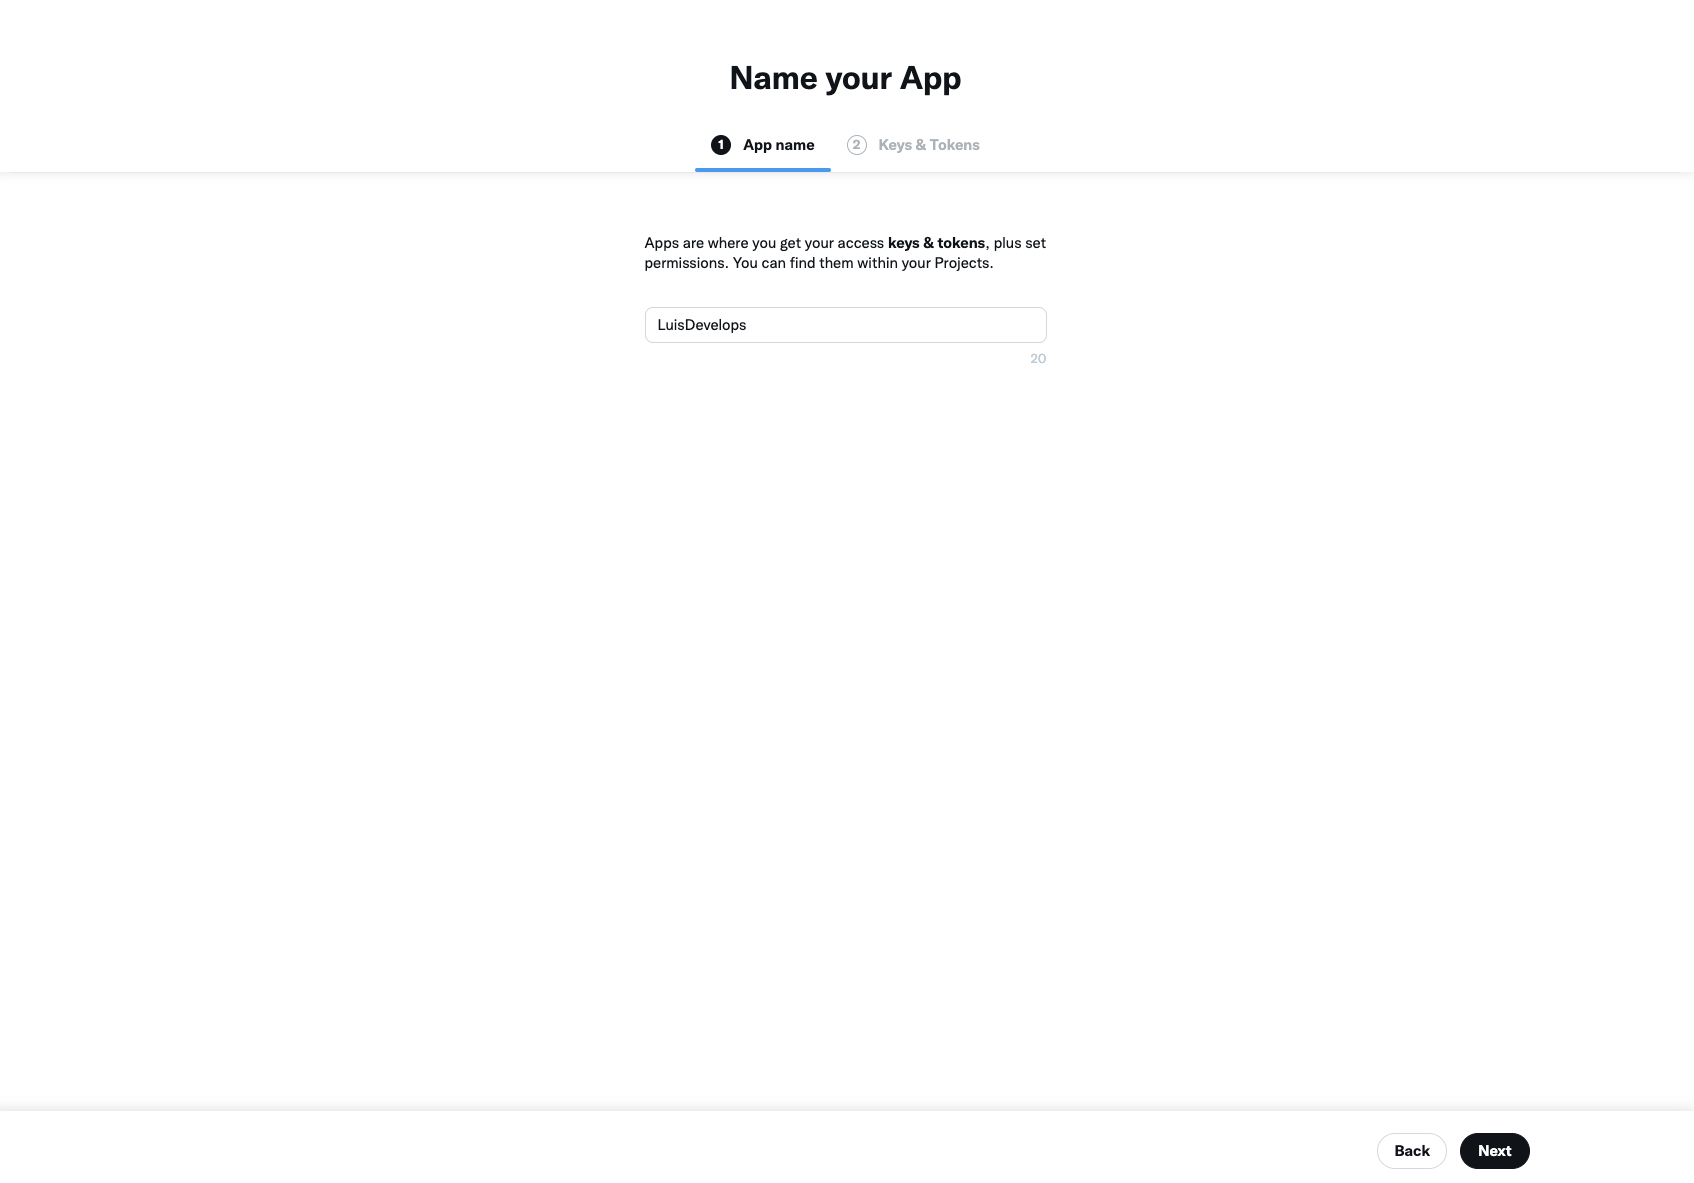 Name your App
1 App name 2 Keys & Tokens
Apps are where you get your access keys & tokens, plus set
permissions. You can find them within your Projects.
LuisDevelops
20
Back Next